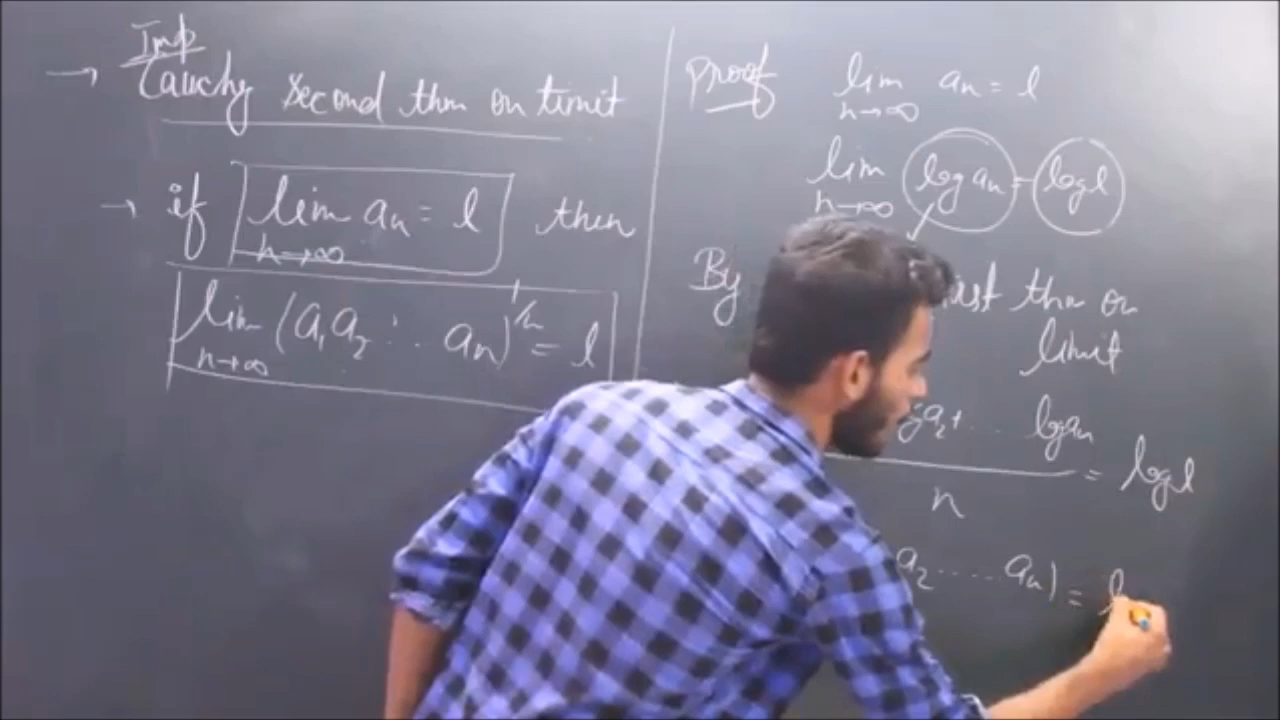 Imp
→ Cauchy second thm on limit
→ if lim aₙ = l then
n→∞
lim (a₁a₂ ... aₙ)^1/n = l
n→∞
Proof lim aₙ = l
n→∞
lim log aₙ = log l
n→∞
By thm on
limit
a₂+ ... log aₙ
= log l
n
a₂ ..... aₙ) =